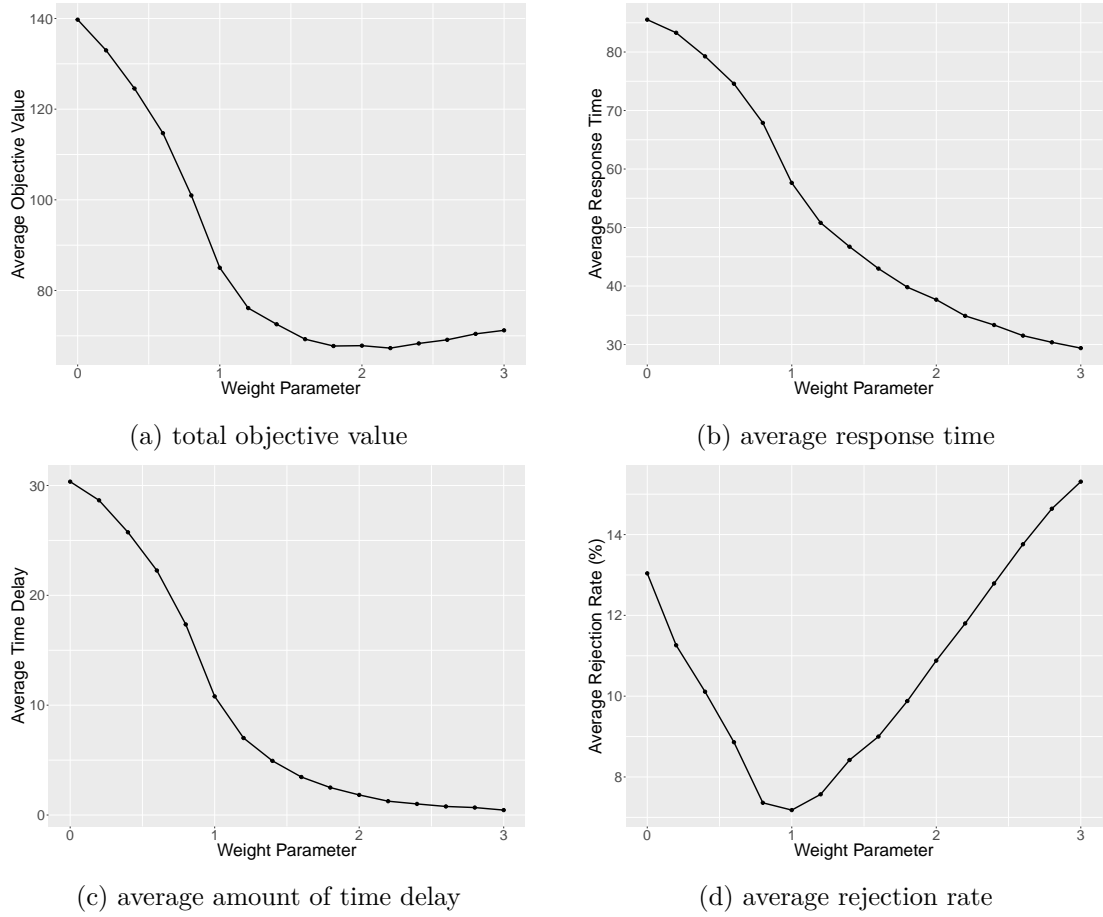 140
120
100
80
Average Objective Value
0 1 2 3
Weight Parameter
(a) total objective value
80
70
60
50
40
30
Average Response Time
0 1 2 3
Weight Parameter
(b) average response time
30
20
10
0
Average Time Delay
0 1 2 3
Weight Parameter
(c) average amount of time delay
14
12
10
8
Average Rejection Rate (%)
0 1 2 3
Weight Parameter
(d) average rejection rate